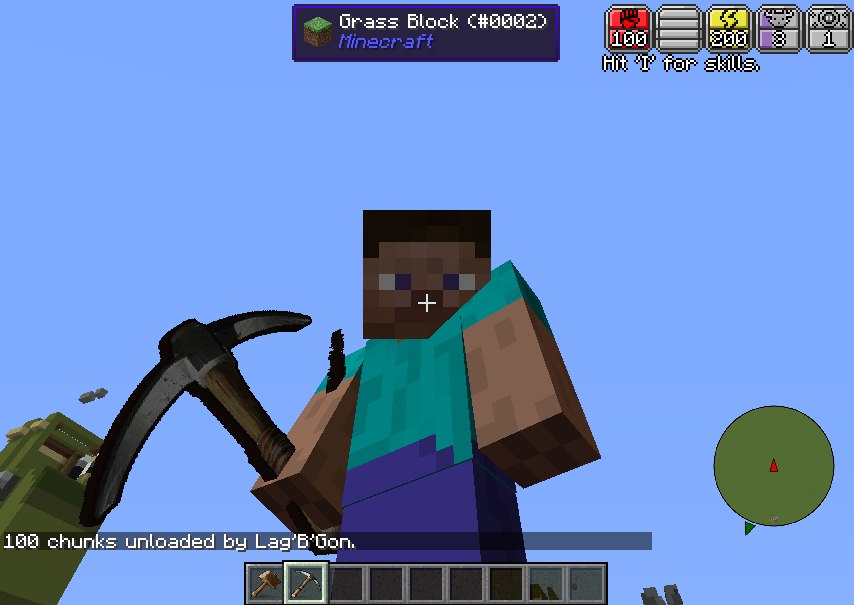 Grass Block (#0002)
Minecraft
100
200
8
1
Hit 'I' for skills.
100 chunks unloaded by Lag'B'Gon.